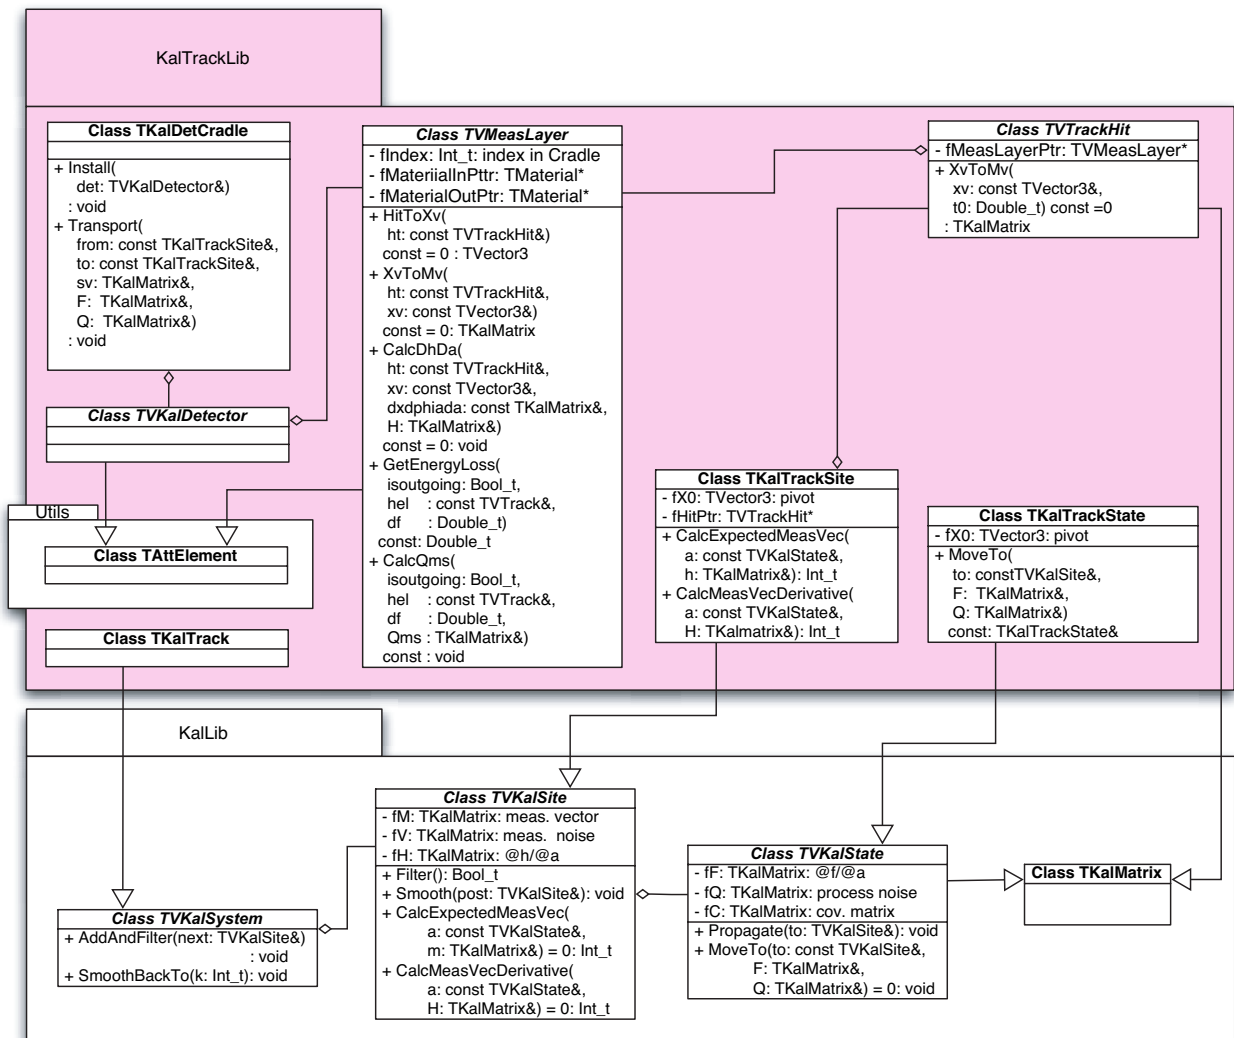 KalTrackLib
Class TKalDetCradle
+ Install(
det: TVKalDetector&)
: void
+ Transport(
from: const TKalTrackSite&,
to: const TKalTrackSite&,
sv: TKalMatrix&,
F: TKalMatrix&,
Q: TKalMatrix&)
: void
Class TVKalDetector
Utils
Class TAttElement
Class TKalTrack
Class TVMeasLayer
- fIndex: Int_t: index in Cradle
- fMateriialInPttr: TMaterial*
- fMaterialOutPtr: TMaterial*
+ HitToXv(
ht: const TVTrackHit&)
const = 0 : TVector3
+ XvToMv(
ht: const TVTrackHit&,
xv: const TVector3&)
const = 0: TKalMatrix
+ CalcDhDa(
ht: const TVTrackHit&,
xv: const TVector3&,
dxdphiada: const TKalMatrix&,
H: TKalMatrix&)
const = 0: void
+ GetEnergyLoss(
isoutgoing: Bool_t,
hel : const TVTrack&,
df : Double_t)
const: Double_t
+ CalcQms(
isoutgoing: Bool_t,
hel : const TVTrack&,
df : Double_t,
Qms : TKalMatrix&)
const : void
Class TVTrackHit
- fMeasLayerPtr: TVMeasLayer*
+ XvToMv(
xv: const TVector3&,
t0: Double_t) const =0
: TKalMatrix
Class TKalTrackSite
- fX0: TVector3: pivot
- fHitPtr: TVTrackHit*
+ CalcExpectedMeasVec(
a: const TVKalState&,
h: TKalMatrix&): Int_t
+ CalcMeasVecDerivative(
a: const TVKalState&,
H: TKalmatrix&): Int_t
Class TKalTrackState
- fX0: TVector3: pivot
+ MoveTo(
to: constTVKalSite&,
F: TKalMatrix&,
Q: TKalMatrix&)
const: TKalTrackState&
KalLib
Class TVKalSystem
+ AddAndFilter(next: TVKalSite&)
: void
+ SmoothBackTo(k: Int_t): void
Class TVKalSite
- fM: TKalMatrix: meas. vector
- fV: TKalMatrix: meas. noise
- fH: TKalMatrix: @h/@a
+ Filter(): Bool_t
+ Smooth(post: TVKalSite&): void
+ CalcExpectedMeasVec(
a: const TVKalState&,
m: TKalMatrix&) = 0: Int_t
+ CalcMeasVecDerivative(
a: const TVKalState&,
H: TKalMatrix&) = 0: Int_t
Class TVKalState
- fF: TKalMatrix: @f/@a
- fQ: TKalMatrix: process noise
- fC: TKalMatrix: cov. matrix
+ Propagate(to: TVKalSite&): void
+ MoveTo(to: const TVKalSite&,
F: TKalMatrix&,
Q: TKalMatrix&) = 0: void
Class TKalMatrix